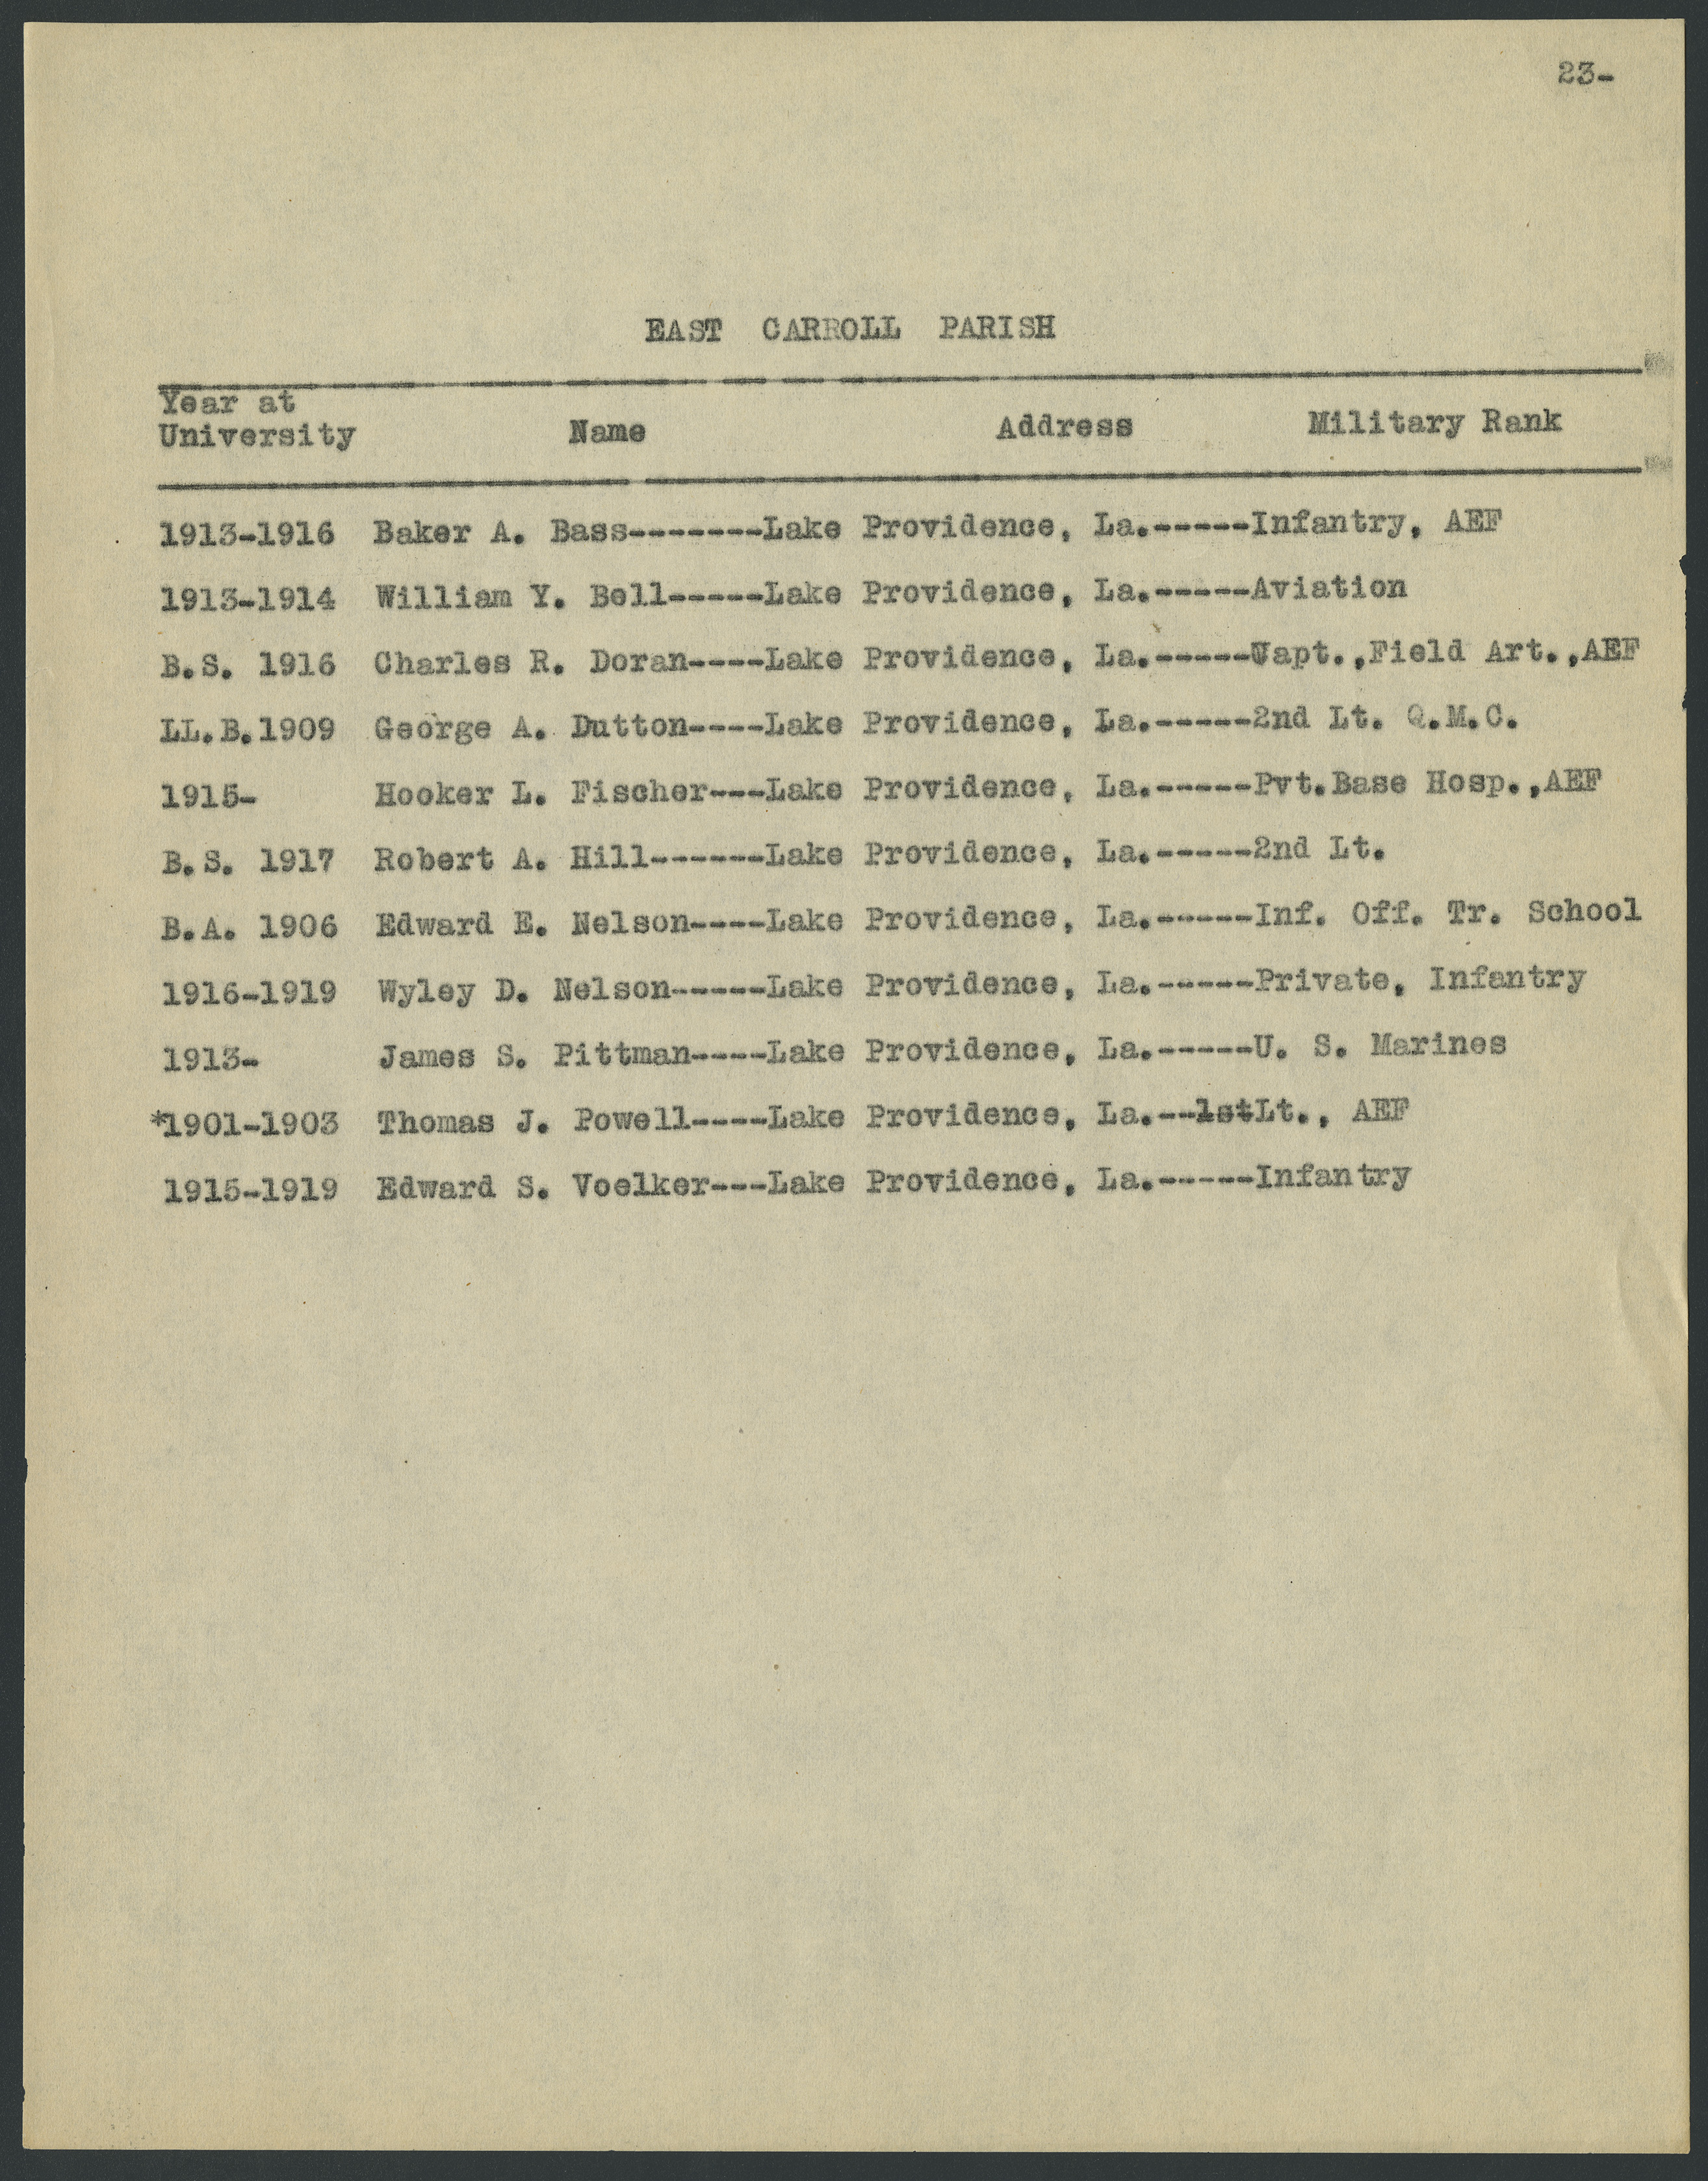 23-
EAST CARROLL PARISH
Year at
University Name Address Military Rank
1913-1916 Baker A. Bass-------Lake Providence, La.-----Infantry, AEF
1913-1914 William Y. Bell-----Lake Providence, La.-----Aviation
B.S. 1916 Charles R. Doran----Lake Providence, La.-----Capt.,Field Art.,AEF
LL.B.1909 George A. Dutton----Lake Providence, La.-----2nd Lt. Q.M.C.
1915- Hooker L. Fischer---Lake Providence, La.-----Pvt.Base Hosp.,AEF
B.S. 1917 Robert A. Hill------Lake Providence, La.-----2nd Lt.
B.A. 1906 Edward E. Nelson----Lake Providence, La.-----Inf. Off. Tr. School
1916-1919 Wyley D. Nelson-----Lake Providence, La.-----Private, Infantry
1913- James S. Pittman----Lake Providence, La.-----U. S. Marines
*1901-1903 Thomas J. Powell----Lake Providence, La.--1stLt., AEF
1915-1919 Edward S. Voelker---Lake Providence, La.-----Infantry